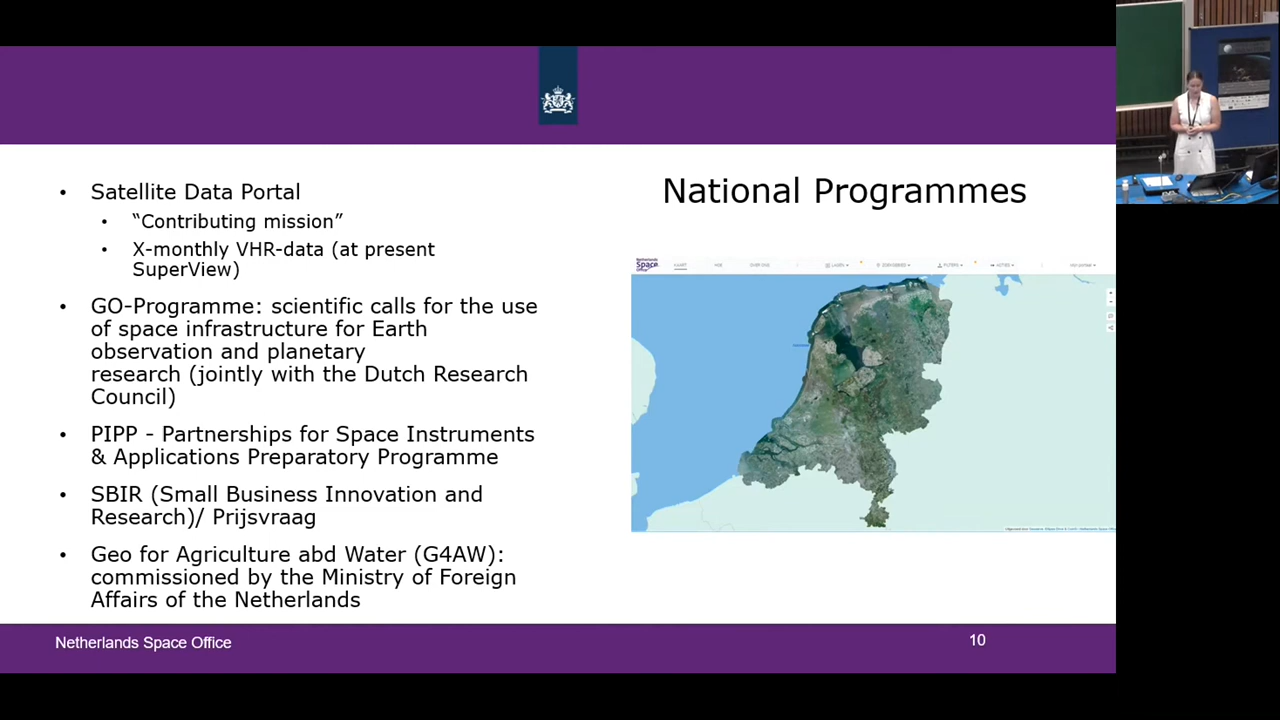 • Satellite Data Portal
• “Contributing mission”
• X-monthly VHR-data (at present
SuperView)
• GO-Programme: scientific calls for the use
of space infrastructure for Earth
observation and planetary
research (jointly with the Dutch Research
Council)
• PIPP - Partnerships for Space Instruments
& Applications Preparatory Programme
• SBIR (Small Business Innovation and
Research)/ Prijsvraag
• Geo for Agriculture abd Water (G4AW):
commissioned by the Ministry of Foreign
Affairs of the Netherlands
National Programmes
Netherlands
Space
Office
Netherlands Space Office
10